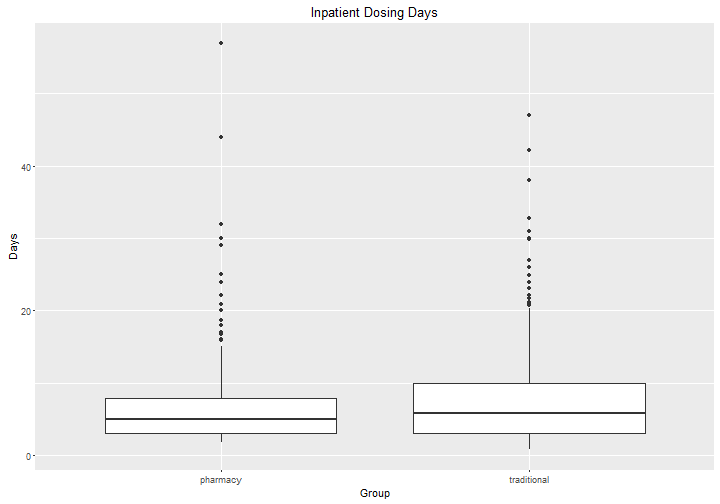 Inpatient Dosing Days
Days
40
20
0
pharmacy
traditional
Group